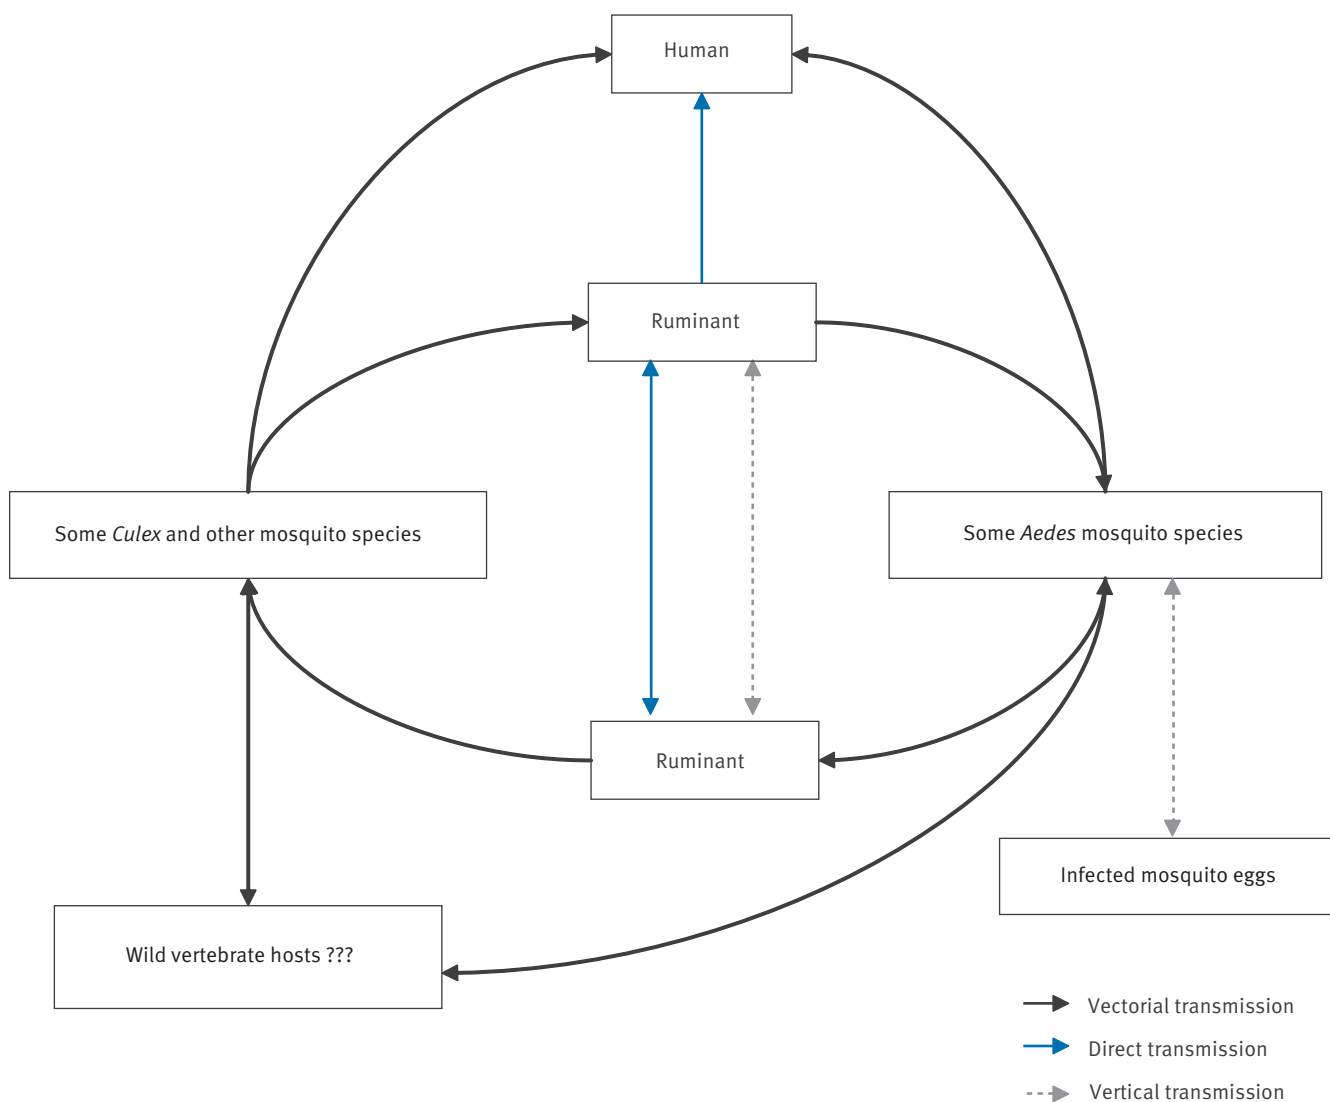 Human
Ruminant
Some Culex and other mosquito species
Some Aedes mosquito species
Ruminant
Infected mosquito eggs
Wild vertebrate hosts ???
Vectorial transmission
Direct transmission
Vertical transmission